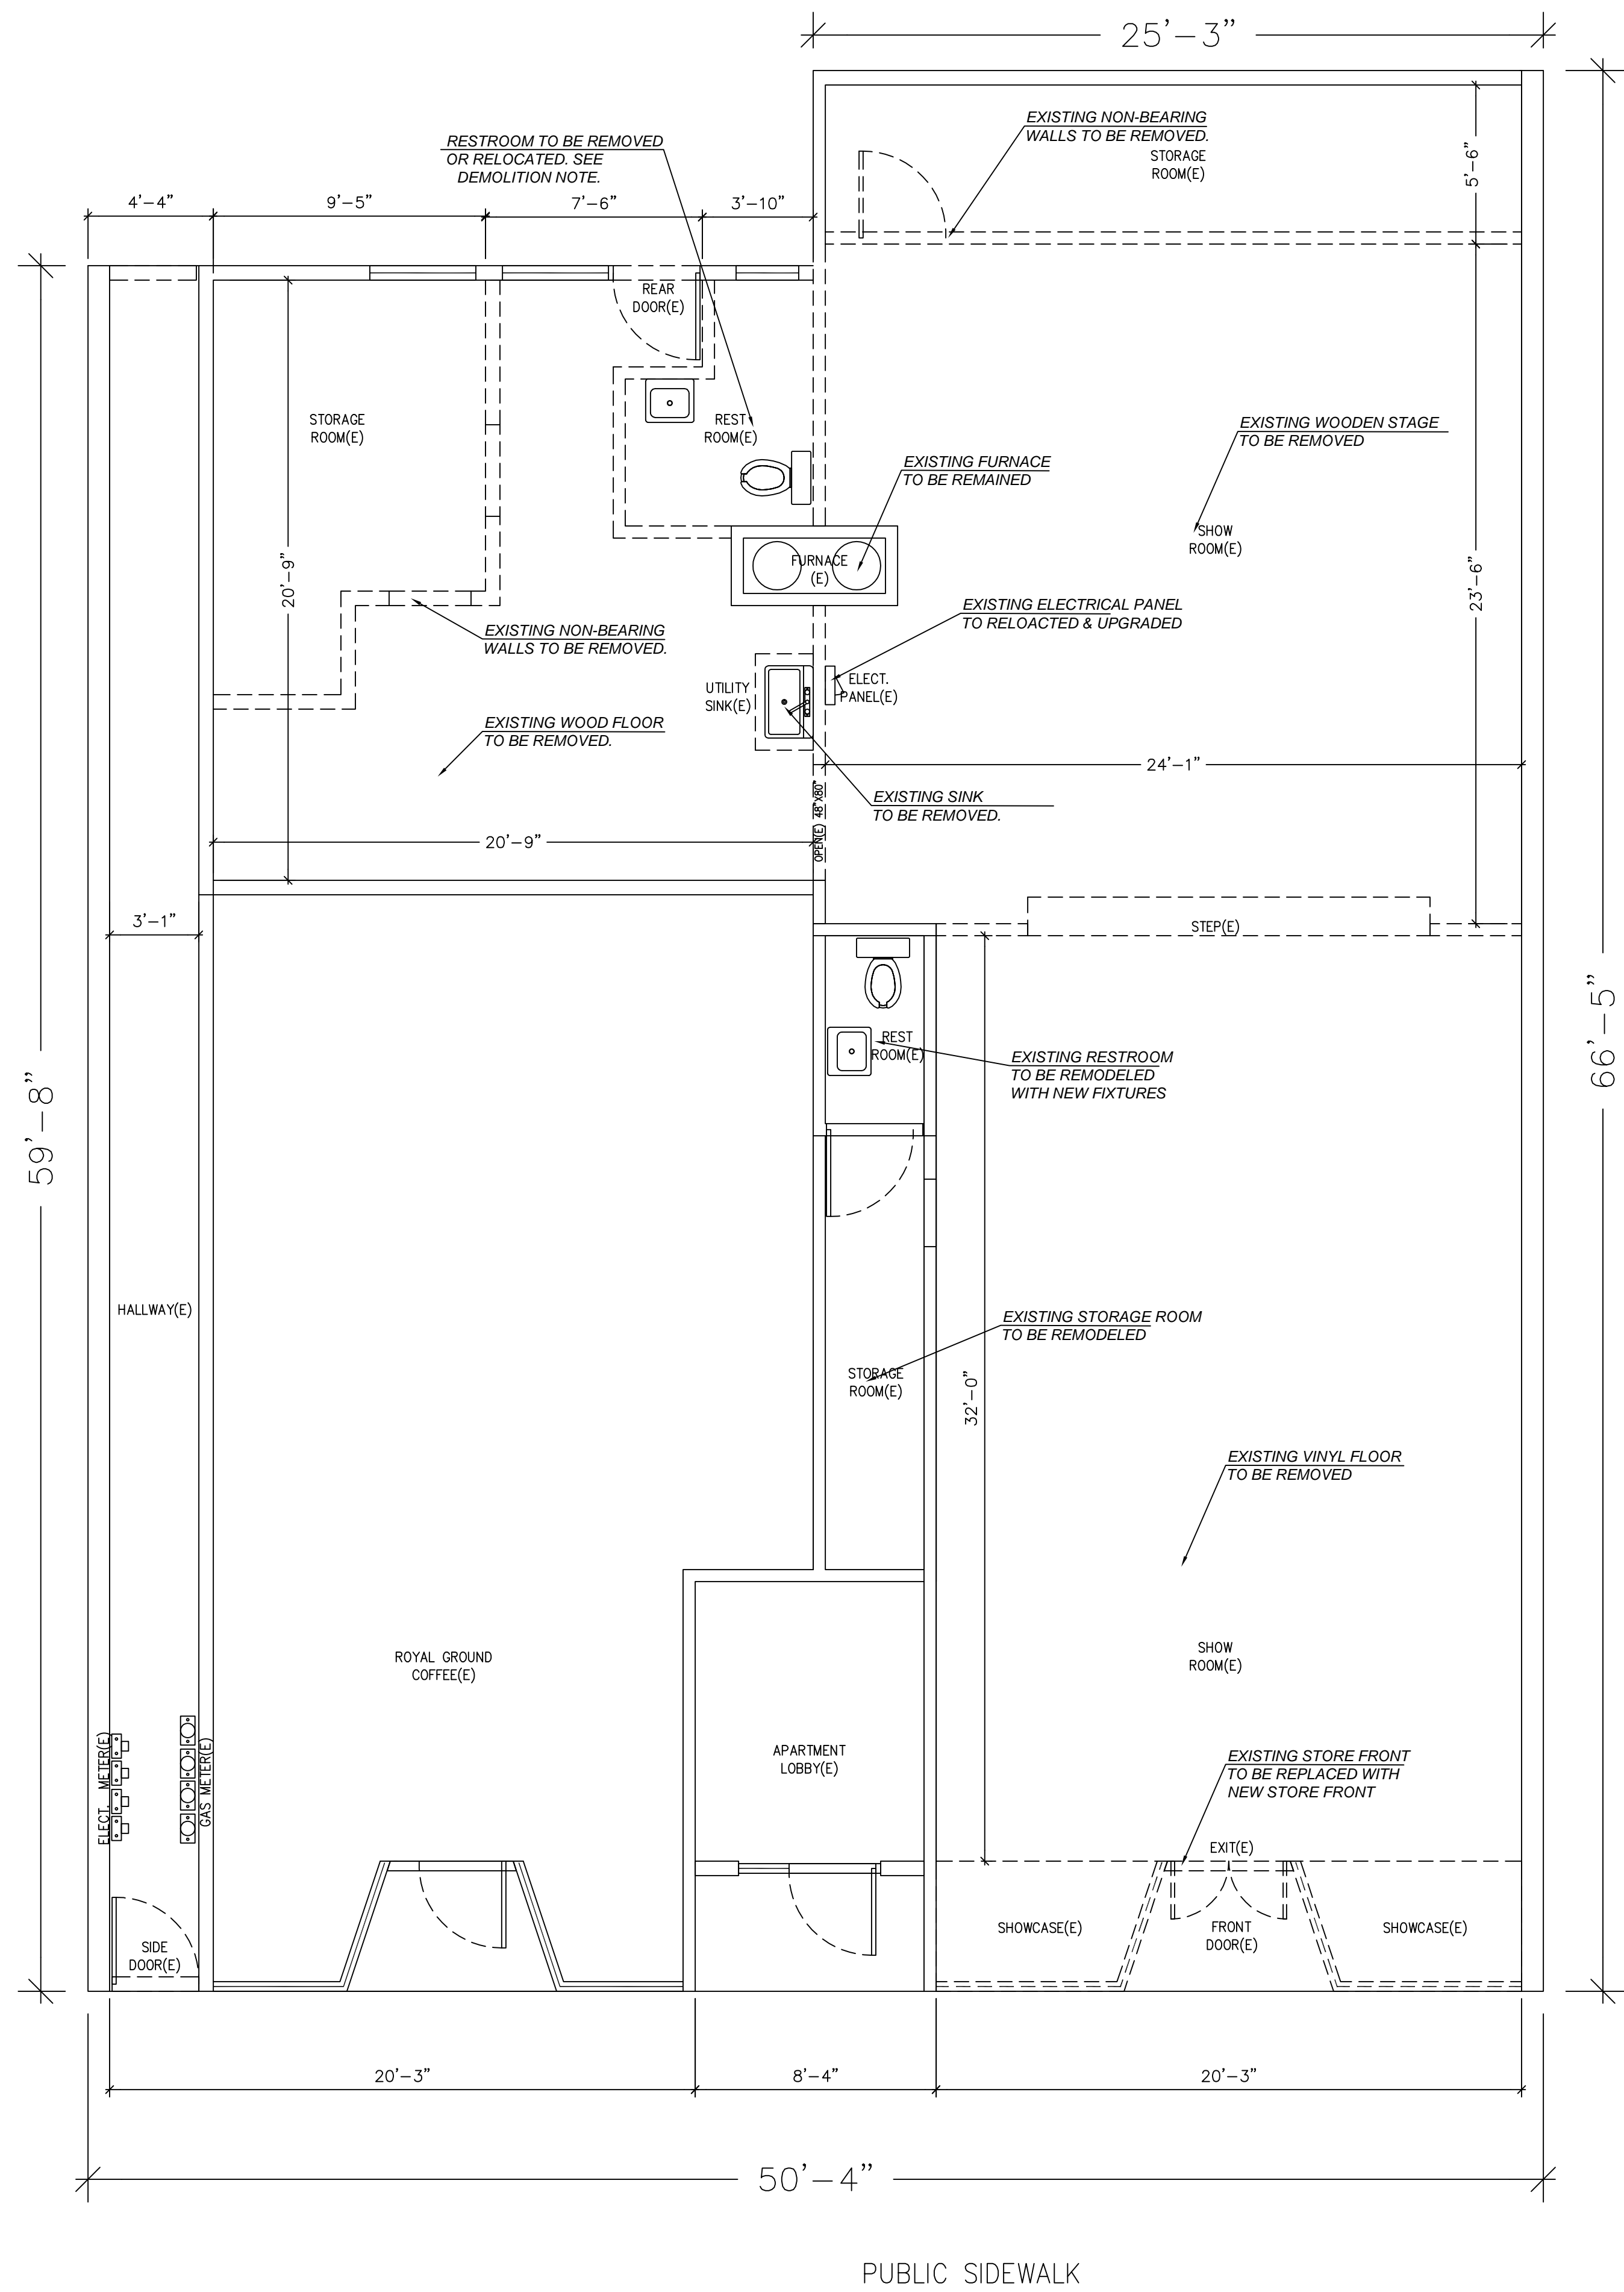 25'-3"
EXISTING NON-BEARING
WALLS TO BE REMOVED.
STORAGE
ROOM(E)
5'-6"
RESTROOM TO BE REMOVED
OR RELOCATED. SEE
DEMOLITION NOTE.
4'-4"
9'-5"
7'-6"
3'-10"
REAR
DOOR(E)
STORAGE
ROOM(E)
REST
ROOM(E)
EXISTING WOODEN STAGE
TO BE REMOVED
EXISTING FURNACE
TO BE REMAINED
SHOW
ROOM(E)
FURNACE
(E)
20'-9"
23'-6"
EXISTING ELECTRICAL PANEL
TO RELOACTED & UPGRADED
EXISTING NON-BEARING
WALLS TO BE REMOVED.
UTILITY
SINK(E)
ELECT.
PANEL(E)
EXISTING WOOD FLOOR
TO BE REMOVED.
24'-1"
EXISTING SINK
TO BE REMOVED.
OPEN(E) 48"X80"
20'-9"
3'-1"
STEP(E)
59'-8"
66'-5"
REST
ROOM(E)
EXISTING RESTROOM
TO BE REMODELED
WITH NEW FIXTURES
HALLWAY(E)
EXISTING STORAGE ROOM
TO BE REMODELED
STORAGE
ROOM(E)
32'-0"
EXISTING VINYL FLOOR
TO BE REMOVED
ROYAL GROUND
COFFEE(E)
SHOW
ROOM(E)
APARTMENT
LOBBY(E)
ELECT. METER(E)
GAS METER(E)
EXISTING STORE FRONT
TO BE REPLACED WITH
NEW STORE FRONT
EXIT(E)
SIDE
DOOR(E)
SHOWCASE(E)
FRONT
DOOR(E)
SHOWCASE(E)
20'-3"
8'-4"
20'-3"
50'-4"
PUBLIC SIDEWALK